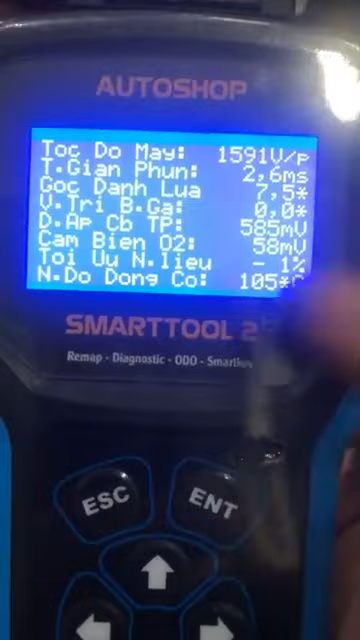 AUTOSHOP
Toc Do May: 1591V/p
T.Gian Phun: 2,6ms
Goc Danh Lua 7,5*
V.Tri B.Ga: 0,0*
D.Ap Cb TP: 585mV
Cam Bien O2: 58mV
Toi Uu N.lieu - 1%
N.Do Dong Co: 105*
SMARTTOOL 2
Remap - Diagnostic - ODO -
ESC
ENT